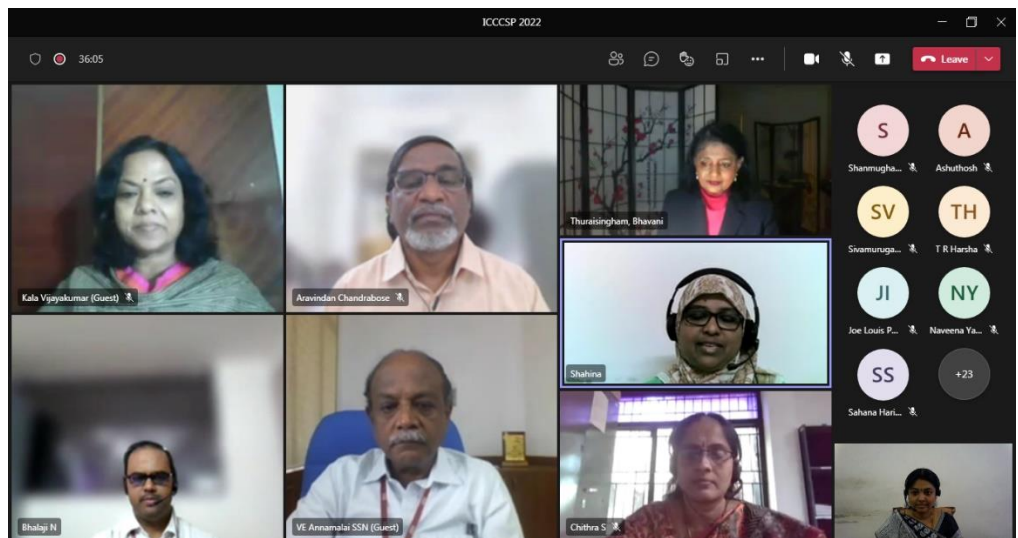 ICCCSP 2022
36:05
Leave
Kala Vijayakumar (Guest)
Aravindan Chandrabose
Thuraisingham, Bhavani
Shahina
Bhalaji N
VE Annamalai SSN (Guest)
Chithra S
S
A
Shanmugha...
Ashuthosh
SV
TH
Sivamuruga...
T R Harsha
JI
NY
Joe Louis P...
Naveena Ya...
SS
+23
Sahana Hari...